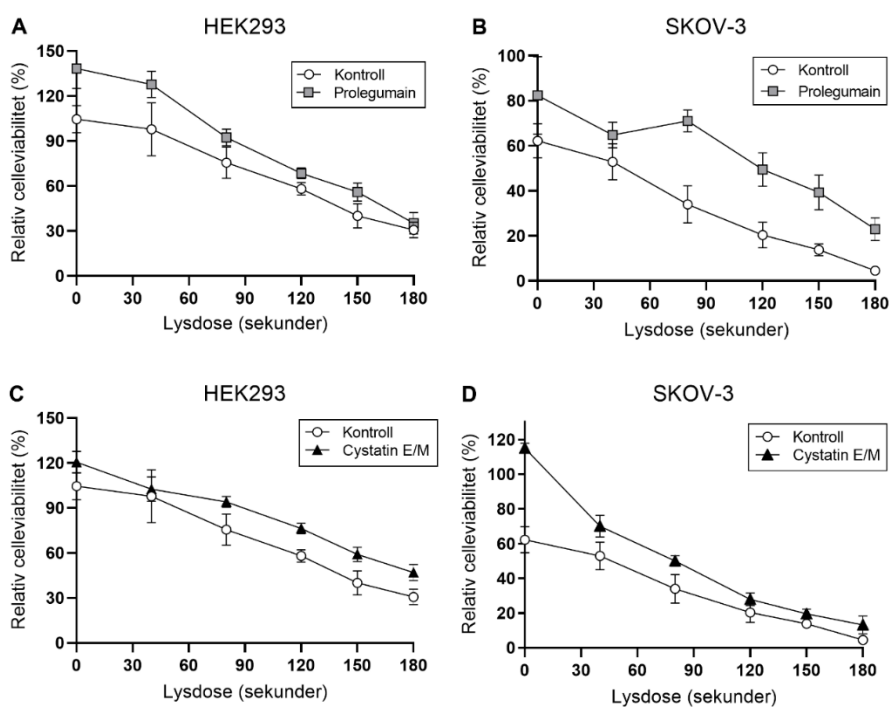 A
HEK293
Relativ celleviabilitet (%)
150
120
90
60
30
0
Kontroll
Prolegumain
0 30 60 90 120 150 180
Lysdose (sekunder)
B
SKOV-3
Relativ celleviabilitet (%)
100
80
60
40
20
0
Kontroll
Prolegumain
0 30 60 90 120 150 180
Lysdose (sekunder)
C
HEK293
Relativ celleviabilitet (%)
150
120
90
60
30
0
Kontroll
Cystatin E/M
0 30 60 90 120 150 180
Lysdose (sekunder)
D
SKOV-3
Relativ celleviabilitet (%)
120
100
80
60
40
20
0
Kontroll
Cystatin E/M
0 30 60 90 120 150 180
Lysdose (sekunder)